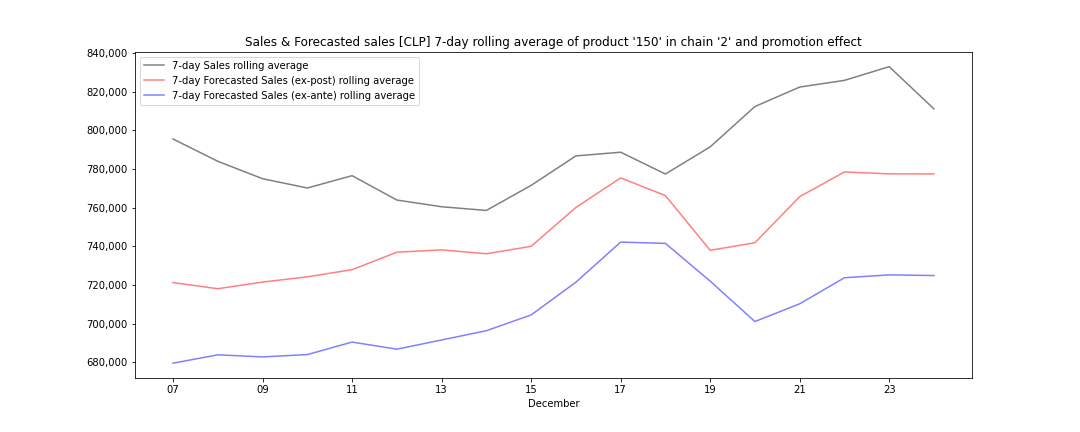 Sales & Forecasted sales [CLP] 7-day rolling average of product '150' in chain '2' and promotion effect
840,000
820,000
800,000
780,000
760,000
740,000
720,000
700,000
680,000
7-day Sales rolling average
7-day Forecasted Sales (ex-post) rolling average
7-day Forecasted Sales (ex-ante) rolling average
07 09 11 13 15 17 19 21 23
December